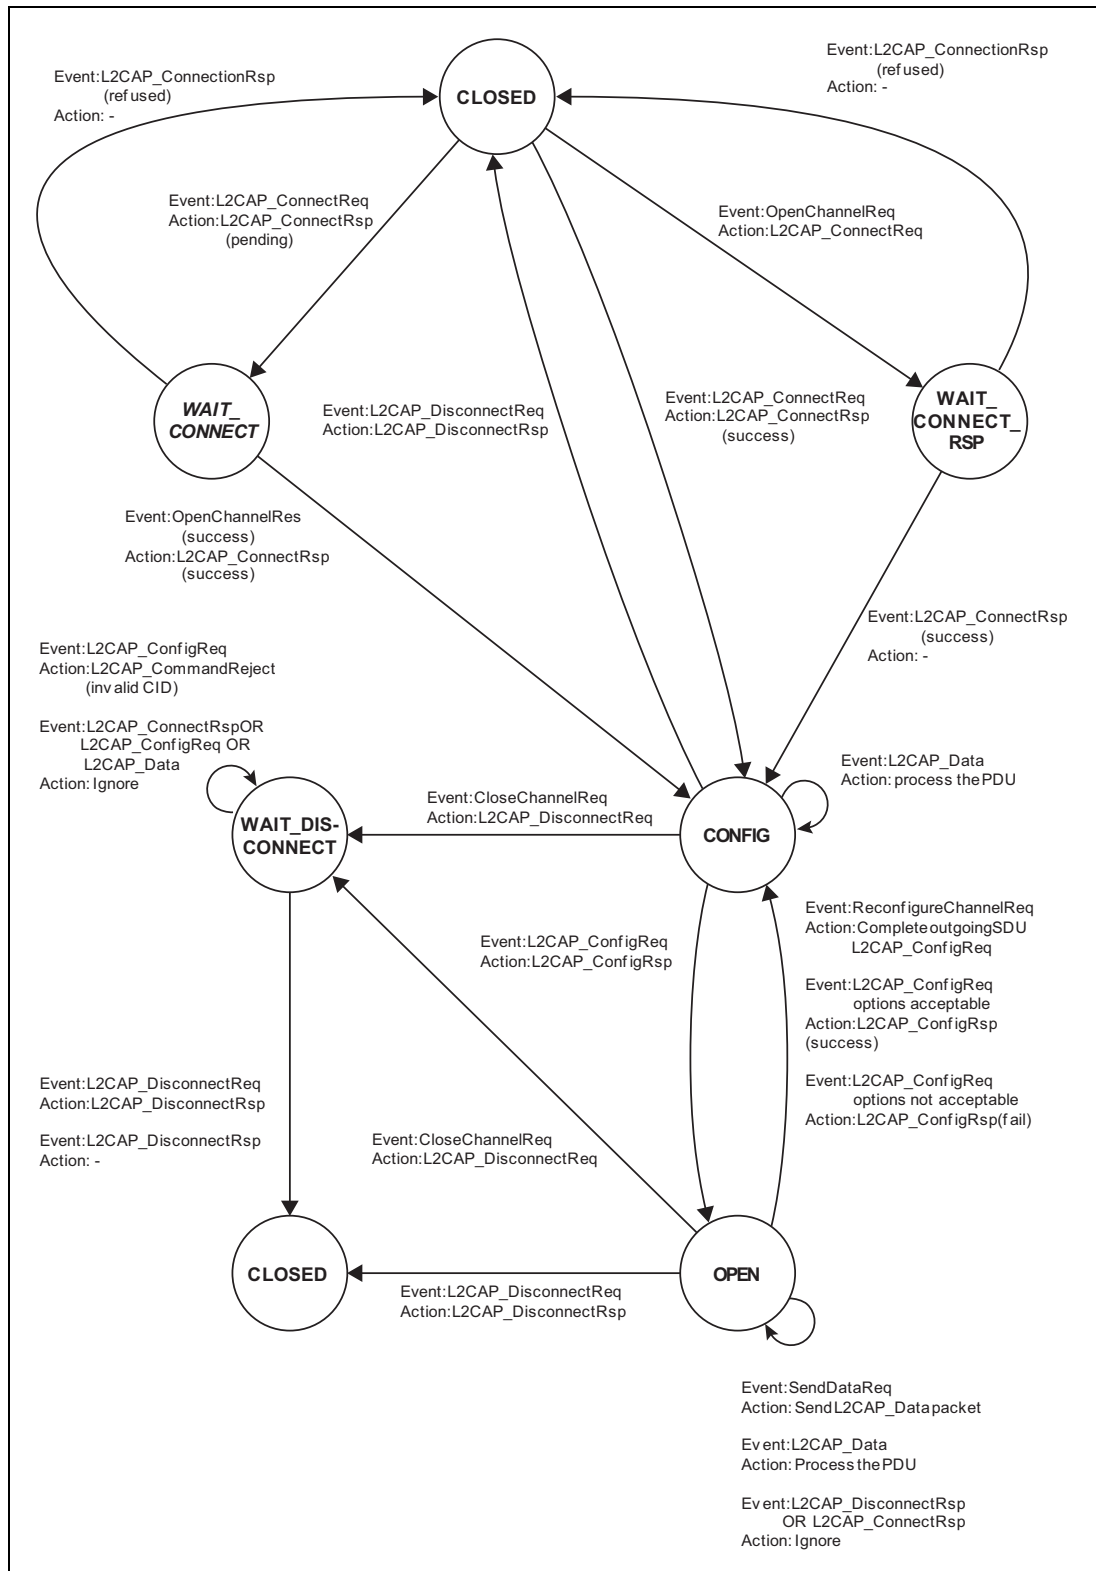 Event:L2CAP_ConnectionRsp
(refused)
Action: -
CLOSED
Event:L2CAP_ConnectionRsp
(refused)
Action: -
Event:L2CAP_ConnectReq
Action:L2CAP_ConnectRsp
(pending)
Event:OpenChannelReq
Action:L2CAP_ConnectReq
WAIT_
CONNECT
Event:L2CAP_DisconnectReq
Action:L2CAP_DisconnectRsp
Event:L2CAP_ConnectReq
Action:L2CAP_ConnectRsp
(success)
WAIT_
CONNECT_
RSP
Event:OpenChannelRes
(success)
Action:L2CAP_ConnectRsp
(success)
Event:L2CAP_ConnectRsp
(success)
Action: -
Event:L2CAP_ConfigReq
Action:L2CAP_CommandReject
(invalid CID)
Event:L2CAP_ConnectRspOR
L2CAP_ConfigReq OR
L2CAP_Data
Action: Ignore
Event:L2CAP_Data
Action: process the PDU
WAIT_DIS-
CONNECT
Event:CloseChannelReq
Action:L2CAP_DisconnectReq
CONFIG
Event:L2CAP_ConfigReq
Action:L2CAP_ConfigRsp
Event:ReconfigureChannelReq
Action:Complete outgoing SDU
L2CAP_ConfigReq
Event:L2CAP_ConfigReq
options acceptable
Action:L2CAP_ConfigRsp
(success)
Event:L2CAP_ConfigReq
options not acceptable
Action:L2CAP_ConfigRsp(fail)
Event:L2CAP_DisconnectReq
Action:L2CAP_DisconnectRsp
Event:L2CAP_DisconnectRsp
Action: -
Event:CloseChannelReq
Action:L2CAP_DisconnectReq
CLOSED
Event:L2CAP_DisconnectReq
Action:L2CAP_DisconnectRsp
OPEN
Event:SendDataReq
Action: Send L2CAP_Data packet
Event:L2CAP_Data
Action: Process the PDU
Event:L2CAP_DisconnectRsp
OR L2CAP_ConnectRsp
Action: Ignore